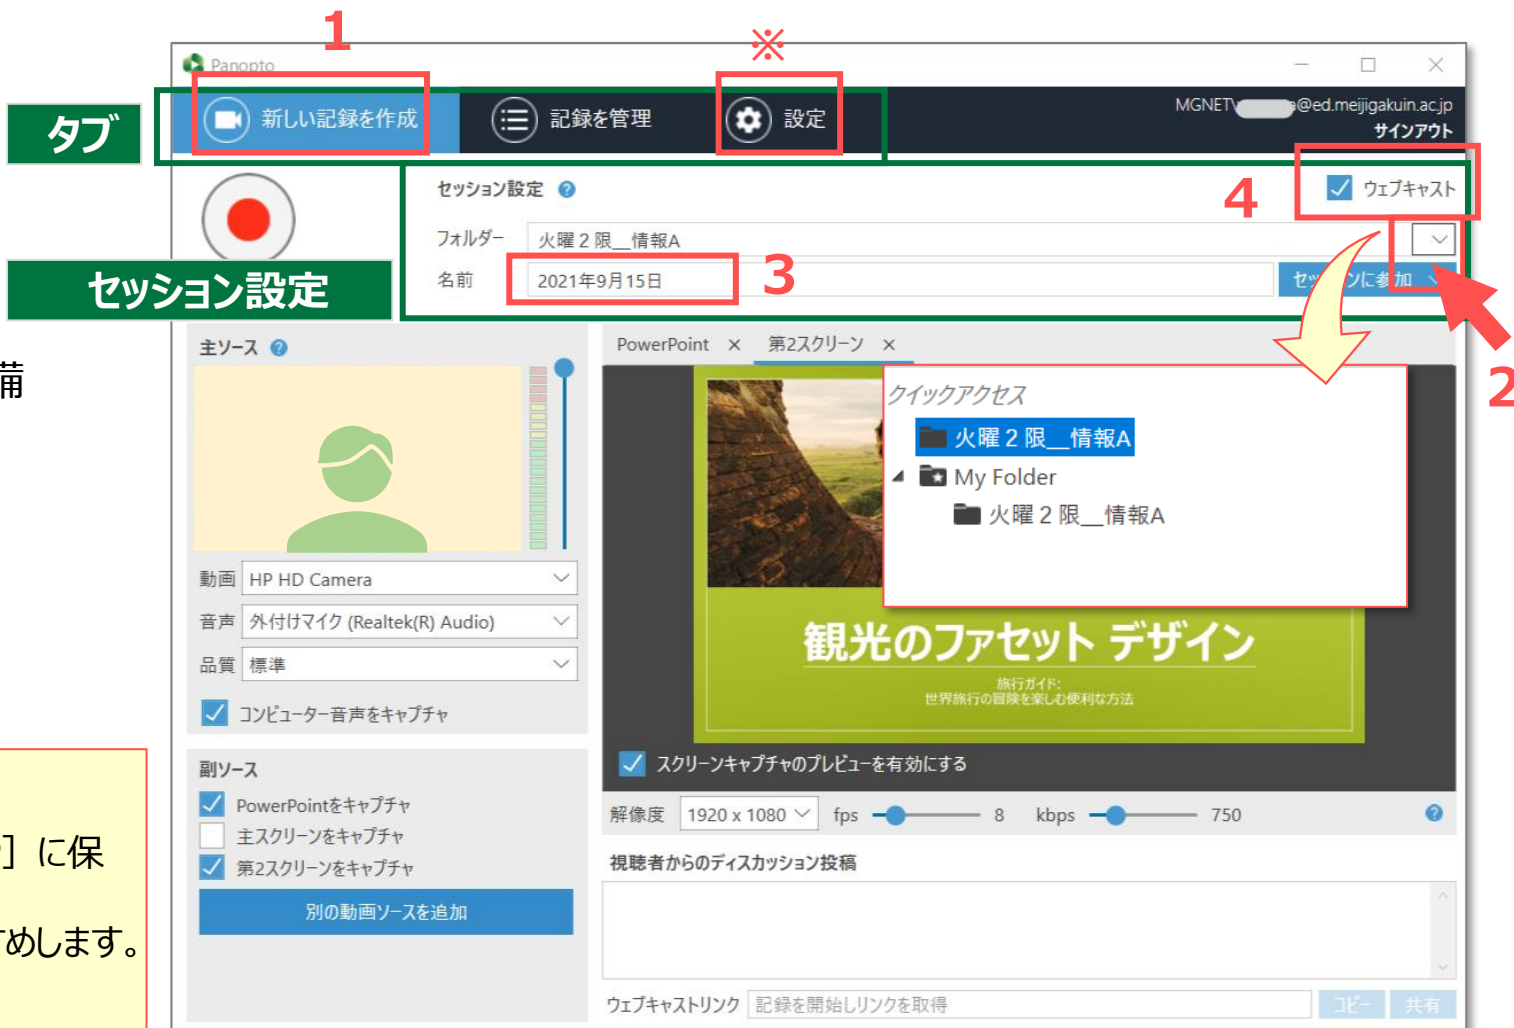 1
※
Panopto
タブ
新しい記録を作成
記録を管理
設定
MGNET\
@ed.meijigakuin.ac.jp
サインアウト
セッション設定
セッション設定
ウェブキャスト
4
フォルダー
火曜2限__情報A
名前
2021年9月15日
3
セッ
ンに参加
2
備
主ソース
PowerPoint ×
第2スクリーン ×
クイックアクセス
火曜2限__情報A
My Folder
火曜2限__情報A
動画 HP HD Camera
音声 外付けマイク (Realtek(R) Audio)
品質 標準
コンピューター音声をキャプチャ
観光のファセット デザイン
旅行ガイド:
世界旅行の冒険を楽しむ便利な方法
スクリーンキャプチャのプレビューを有効にする
副ソース
PowerPointをキャプチャ
主スクリーンをキャプチャ
第2スクリーンをキャプチャ
別の動画ソースを追加
解像度 1920 x 1080 fps 8 kbps 750
視聴者からのディスカッション投稿
］に保
めします。
ウェブキャストリンク 記録を開始しリンクを取得 コピー 共有